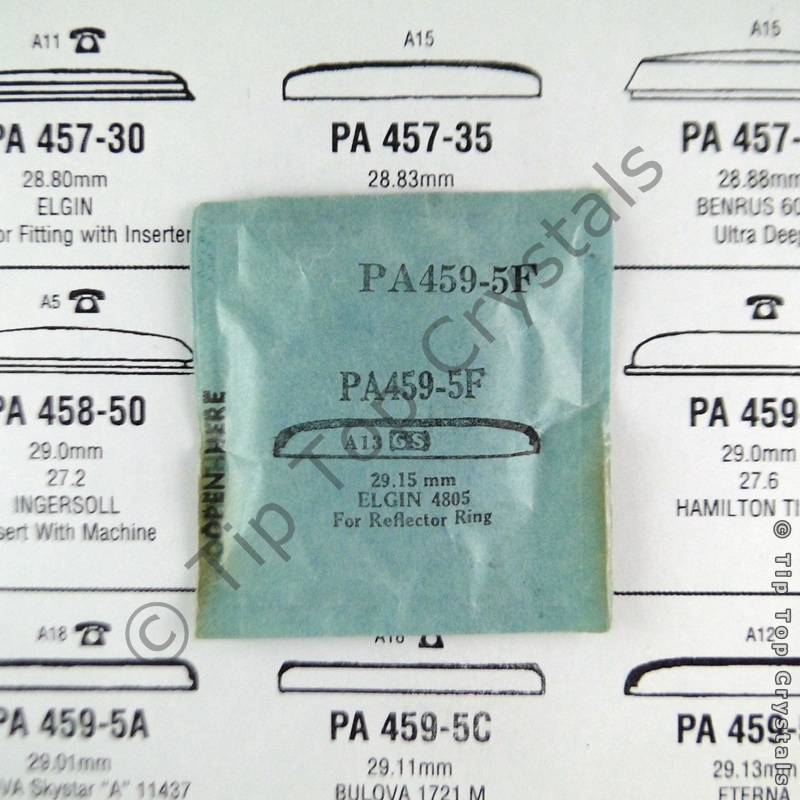 A11
PA 457-30
28.80mm
ELGIN
or Fitting with Inserter
A15
PA 457-35
28.83mm
A15
PA 457-
28.88mm
BENRUS 60
Ultra Deep
A5
PA 458-50
29.0mm
27.2
INGERSOLL
sert With Machine
PA459-5F
PA459-5F
A13 GS
29.15 mm
ELGIN 4805
For Reflector Ring
OPEN HERE
PA 459
29.0mm
27.6
HAMILTON TI
A18
PA 459-5A
29.01mm
VA Skystar "A" 11437
A18
PA 459-5C
29.11mm
BULOVA 1721 M
A12
PA 459-
29.13mm
ETERNA
© Tip Top Crystals
© Tip Top Crystals